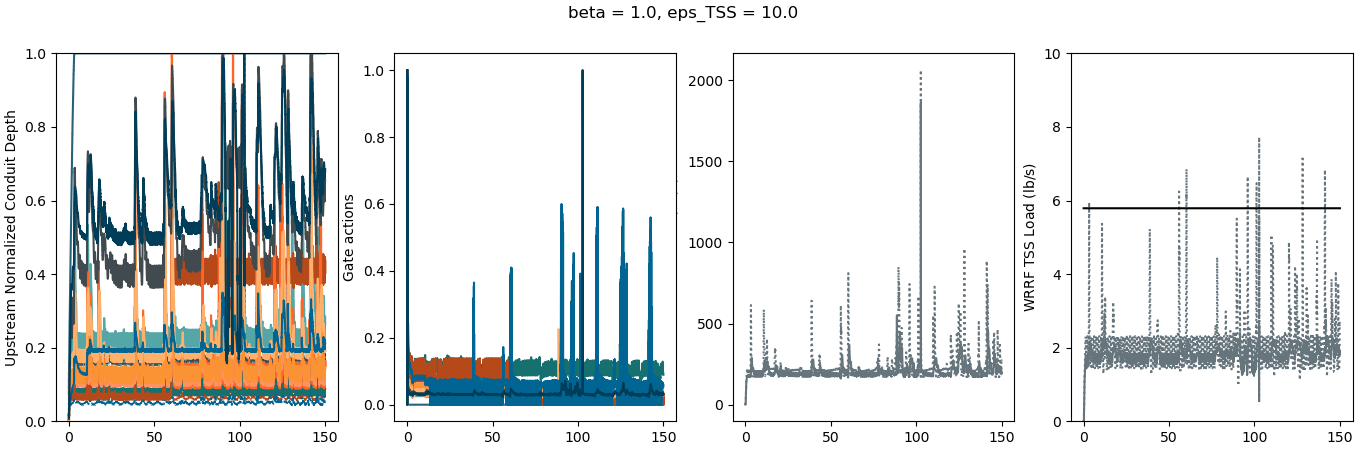 beta = 1.0, eps_TSS = 10.0
Upstream Normalized Conduit Depth
1.0
0.8
0.6
0.4
0.2
0.0
0 50 100 150
Gate actions
1.0
0.8
0.6
0.4
0.2
0.0
0 50 100 150
2000
1500
1000
500
0
0 50 100 150
WRRF TSS Load (lb/s)
10
8
6
4
2
0
0 50 100 150